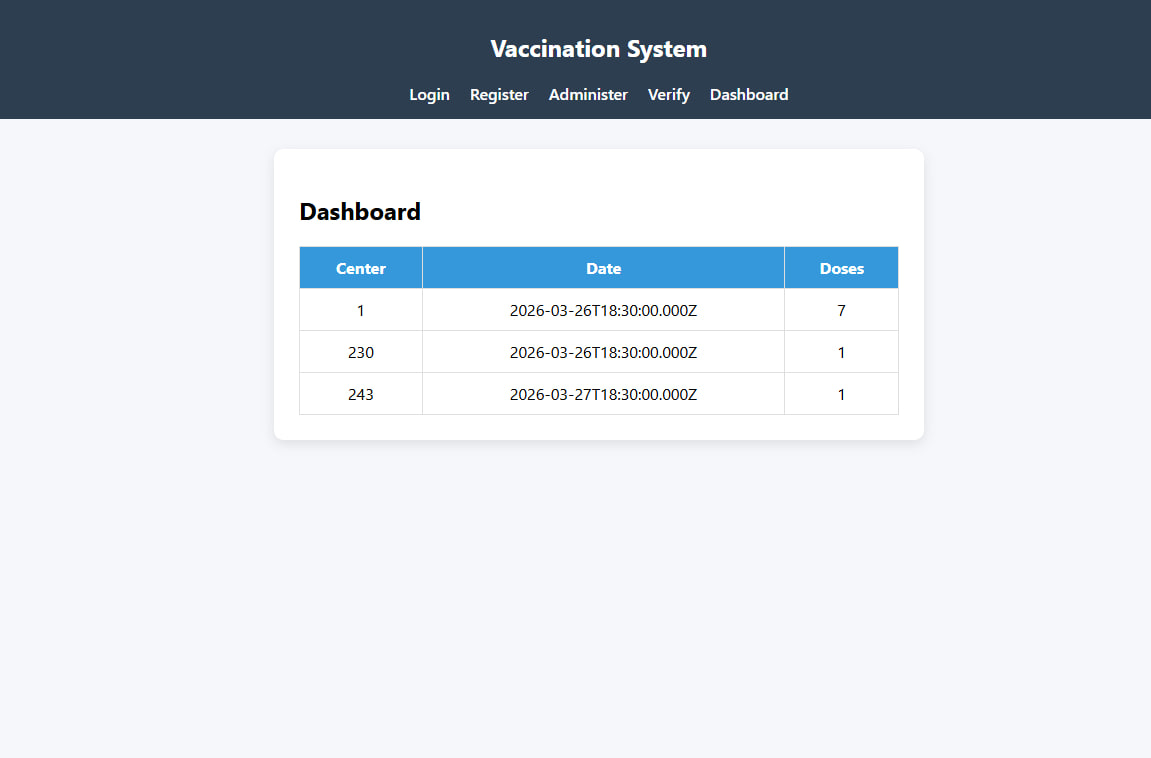 Vaccination System
Login Register Administer Verify Dashboard
Dashboard
Center Date Doses
1 2026-03-26T18:30:00.000Z 7
230 2026-03-26T18:30:00.000Z 1
243 2026-03-27T18:30:00.000Z 1